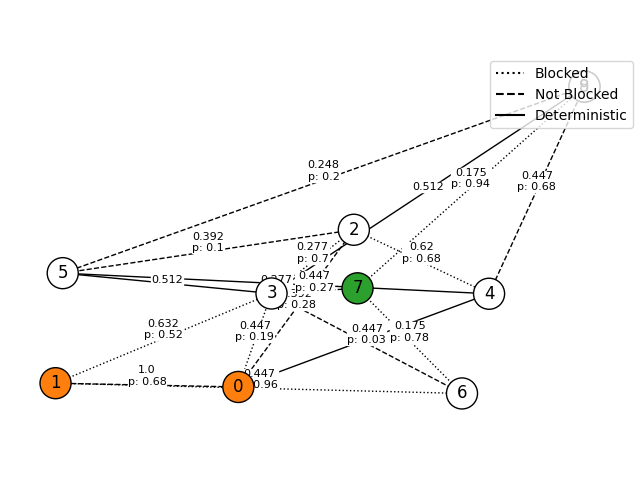 Blocked
8
Not Blocked
Deterministic
0.248
p: 0.2
0.175
p: 0.94
0.447
p: 0.68
0.512
2
0.392
p: 0.1
0.277
p: 0.7
0.62
p: 0.68
5
0.512
0.447
p: 0.27
3
7
4
p: 0.28
0.632
p: 0.52
0.447
p: 0.19
0.447
p: 0.03
0.175
p: 0.78
1.0
p: 0.68
1
0
0.447
0.96
6